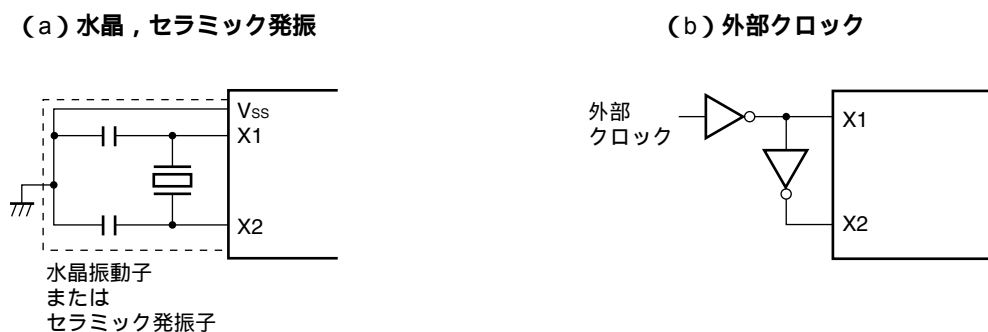 (a)水晶,セラミック発振
VSS
X1
X2
水晶振動子
または
セラミック発振子
(b)外部クロック
外部
クロック
X1
X2